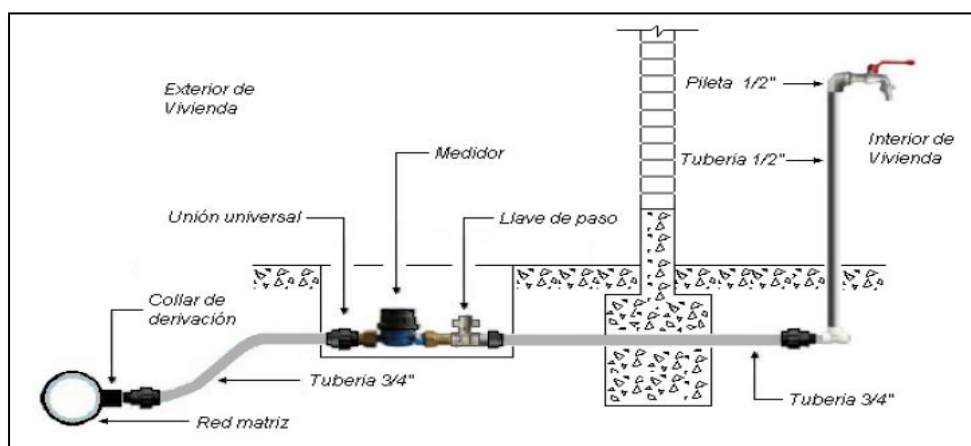 Exterior de
Vivienda
Medidor
Unión universal
Llave de paso
Collar de
derivación
Tuberia 3/4"
Red matriz
Pileta 1/2"
Tuberia 1/2"
Interior de
Vivienda
Tuberia 3/4"